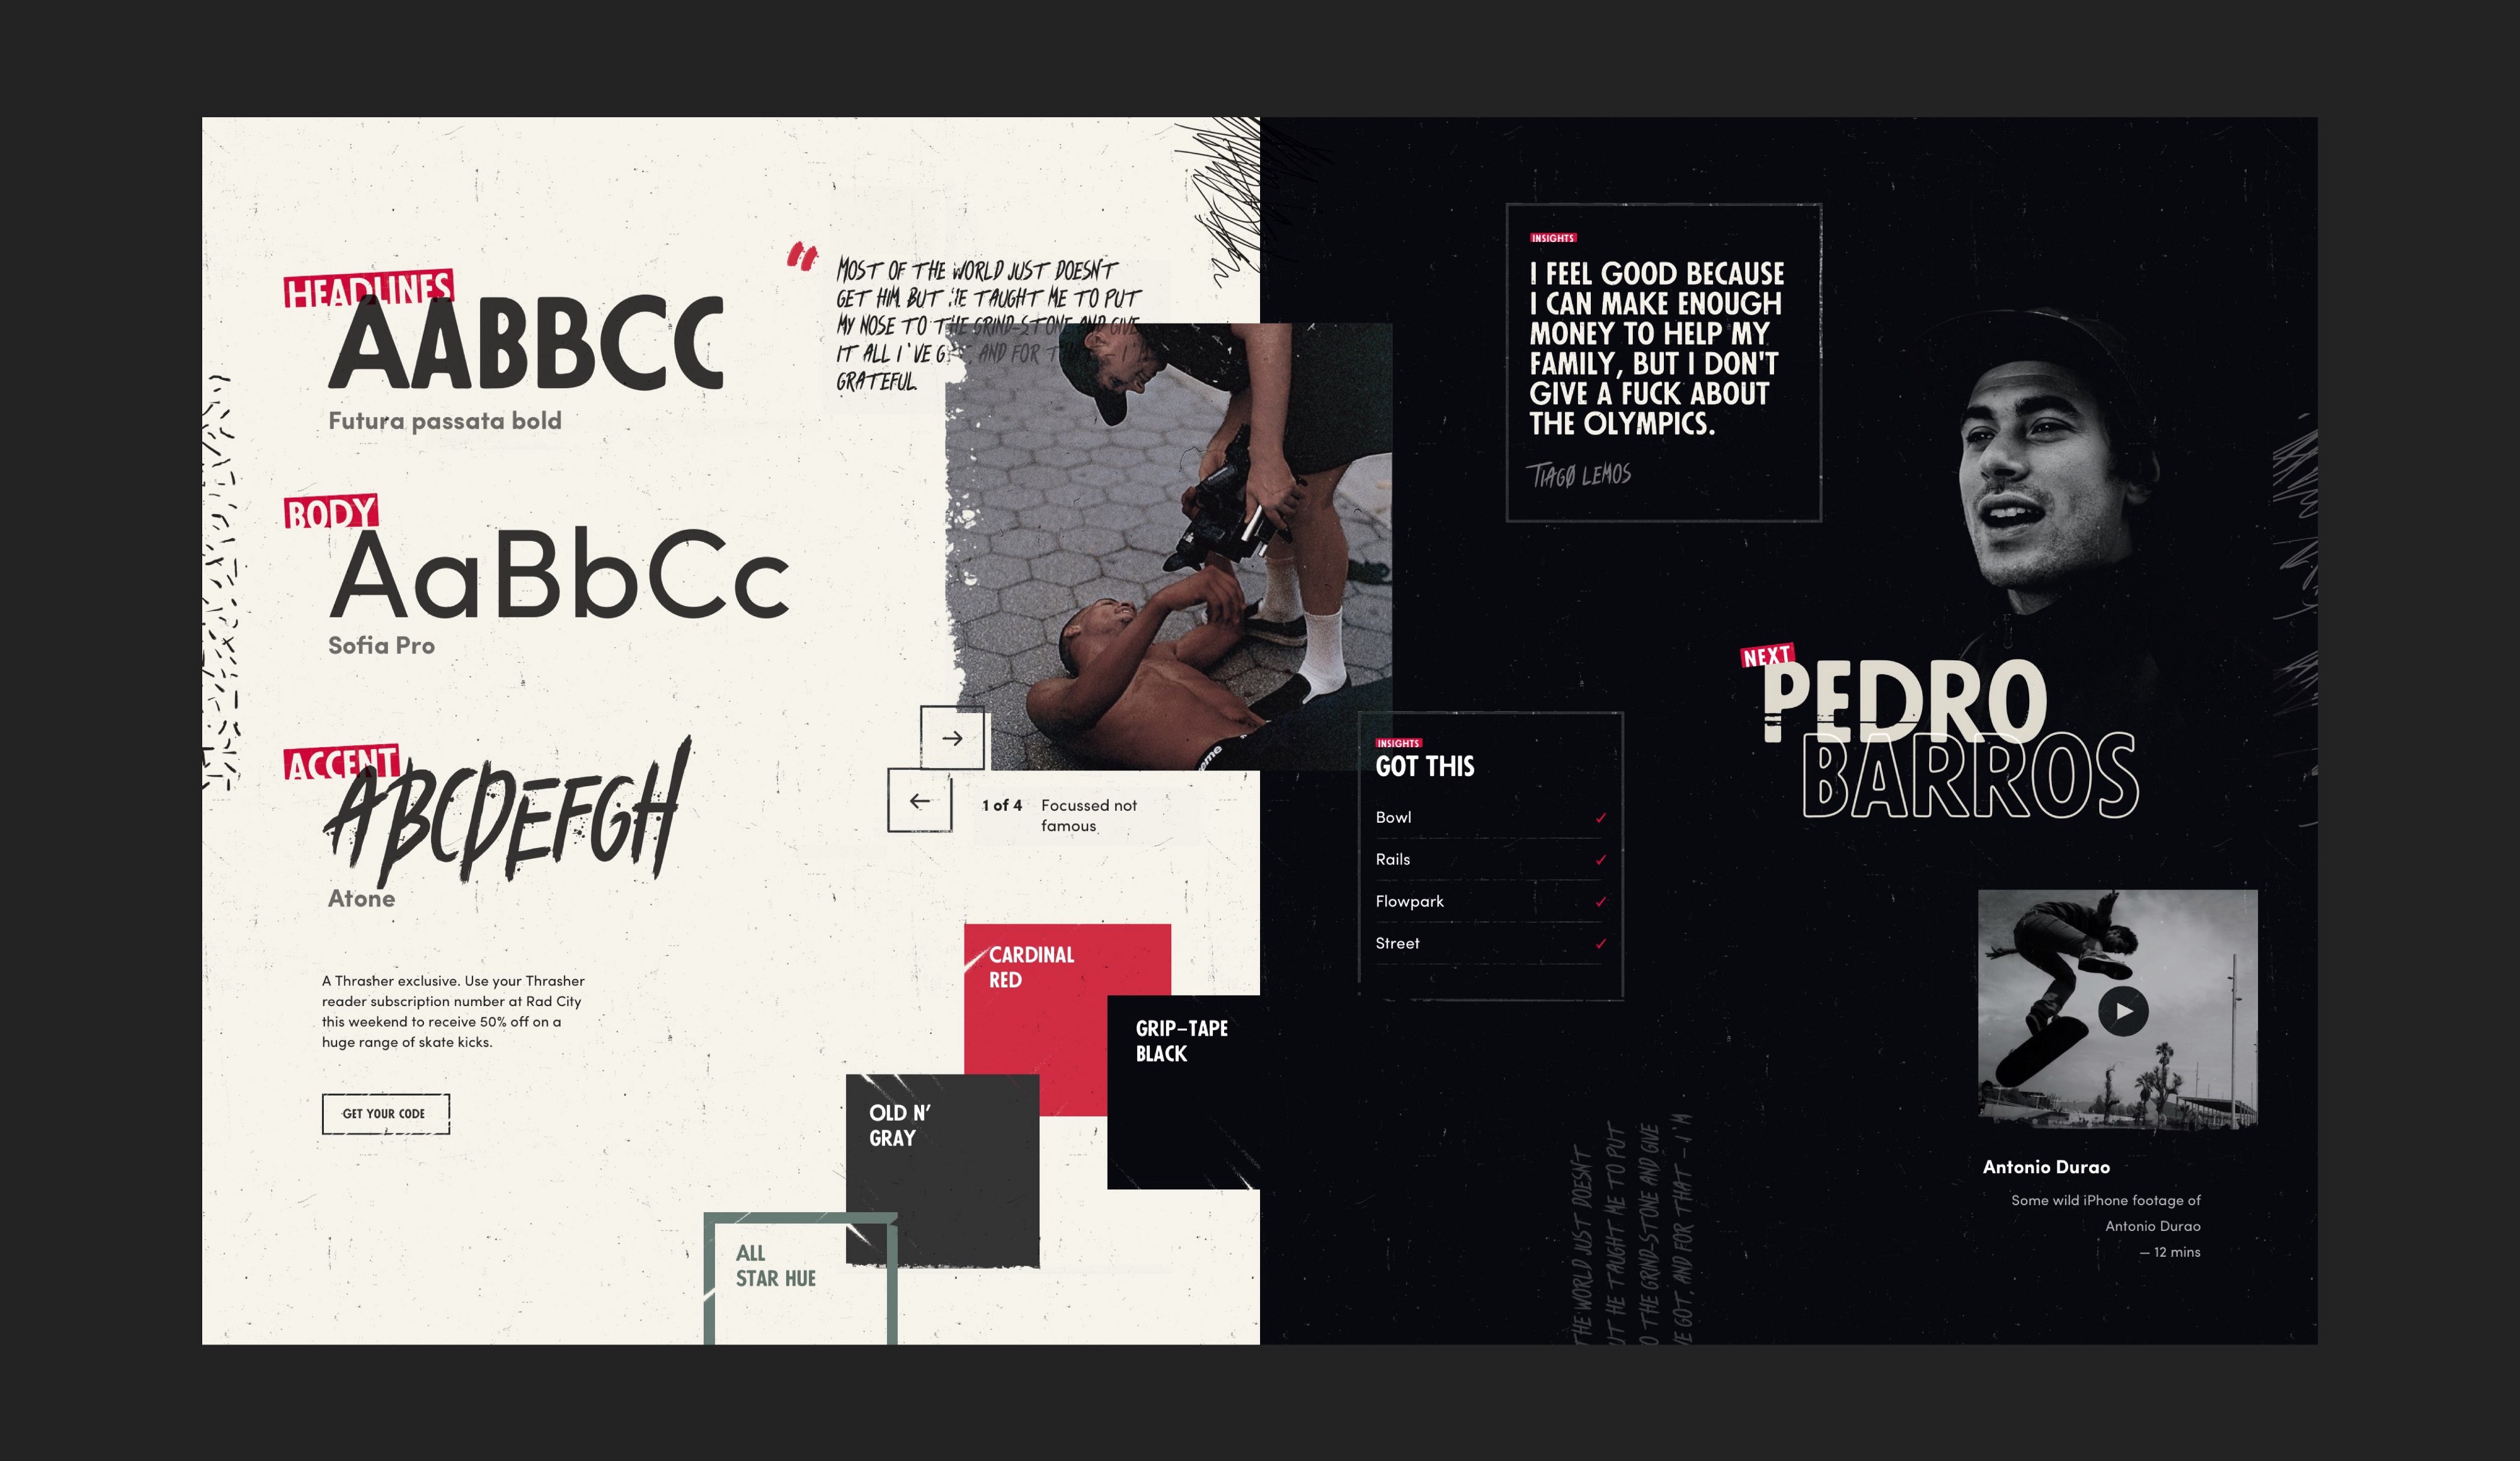 HEADLINES
AABBCC
Futura passata bold
BODY
AaBbCc
Sofia Pro
ACCENT
ABCDEFGH
Atone
A Thrasher exclusive. Use your Thrasher
reader subscription number at Rad City
this weekend to receive 50% off on a
huge range of skate kicks.
GET YOUR CODE
“
MOST OF THE WORLD JUST DOESN'T
GET HIM. BUT HE TAUGHT ME TO PUT
MY NOSE TO THE GRIND-STONE AND GIVE
IT ALL I'VE AND FOR
GRATEFUL.
→
←
1 of 4
Focussed not
famous
CARDINAL
RED
GRIP-TAPE
BLACK
OLD N’
GRAY
ALL
STAR HUE
INSIGHTS
I FEEL GOOD BECAUSE
I CAN MAKE ENOUGH
MONEY TO HELP MY
FAMILY, BUT I DON'T
GIVE A FUCK ABOUT
THE OLYMPICS.
TIAGØ LEMOS
INSIGHTS
GOT THIS
Bowl ✓
Rails ✓
Flowpark ✓
Street ✓
NEXT
PEDRO
BARROS
Antonio Durao
Some wild iPhone footage of
Antonio Durao
— 12 mins
THE WORLD JUST DOESN'T
HE TAUGHT ME TO PUT
THE GRIND-STONE AND GIVE
GOT, AND FOR THAT - I'M